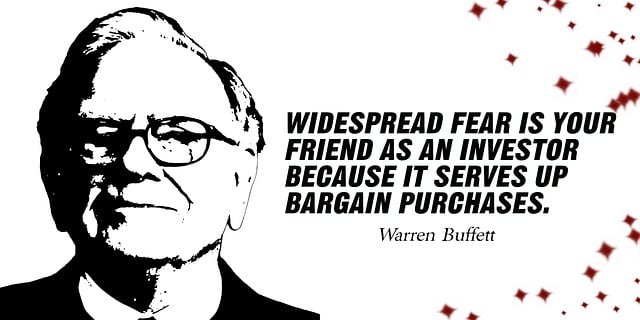 WIDESPREAD FEAR IS YOUR
FRIEND AS AN INVESTOR
BECAUSE IT SERVES UP
BARGAIN PURCHASES.
Warren Buffett